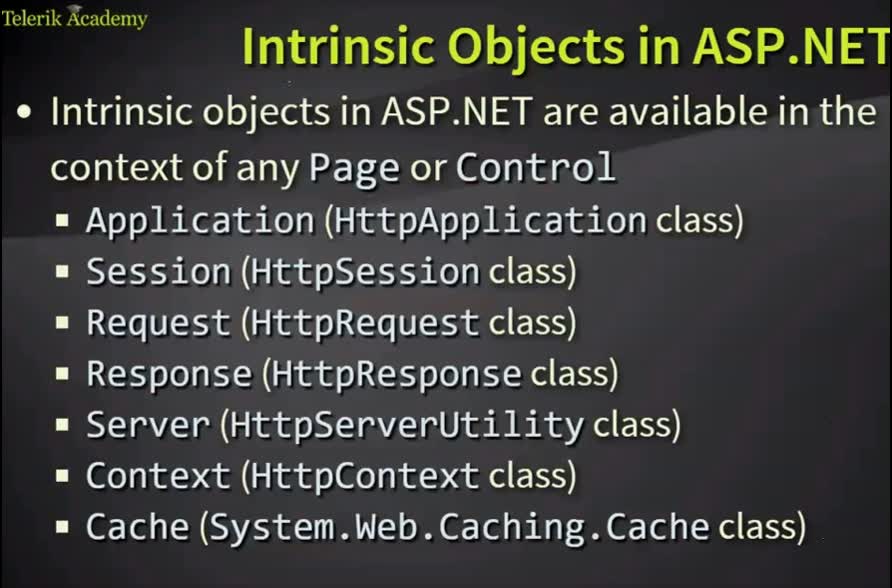 Telerik Academy
Intrinsic Objects in ASP.NET
• Intrinsic objects in ASP.NET are available in the
context of any Page or Control
▪ Application (HttpApplication class)
▪ Session (HttpSession class)
▪ Request (HttpRequest class)
▪ Response (HttpResponse class)
▪ Server (HttpServerUtility class)
▪ Context (HttpContext class)
▪ Cache (System.Web.Caching.Cache class)